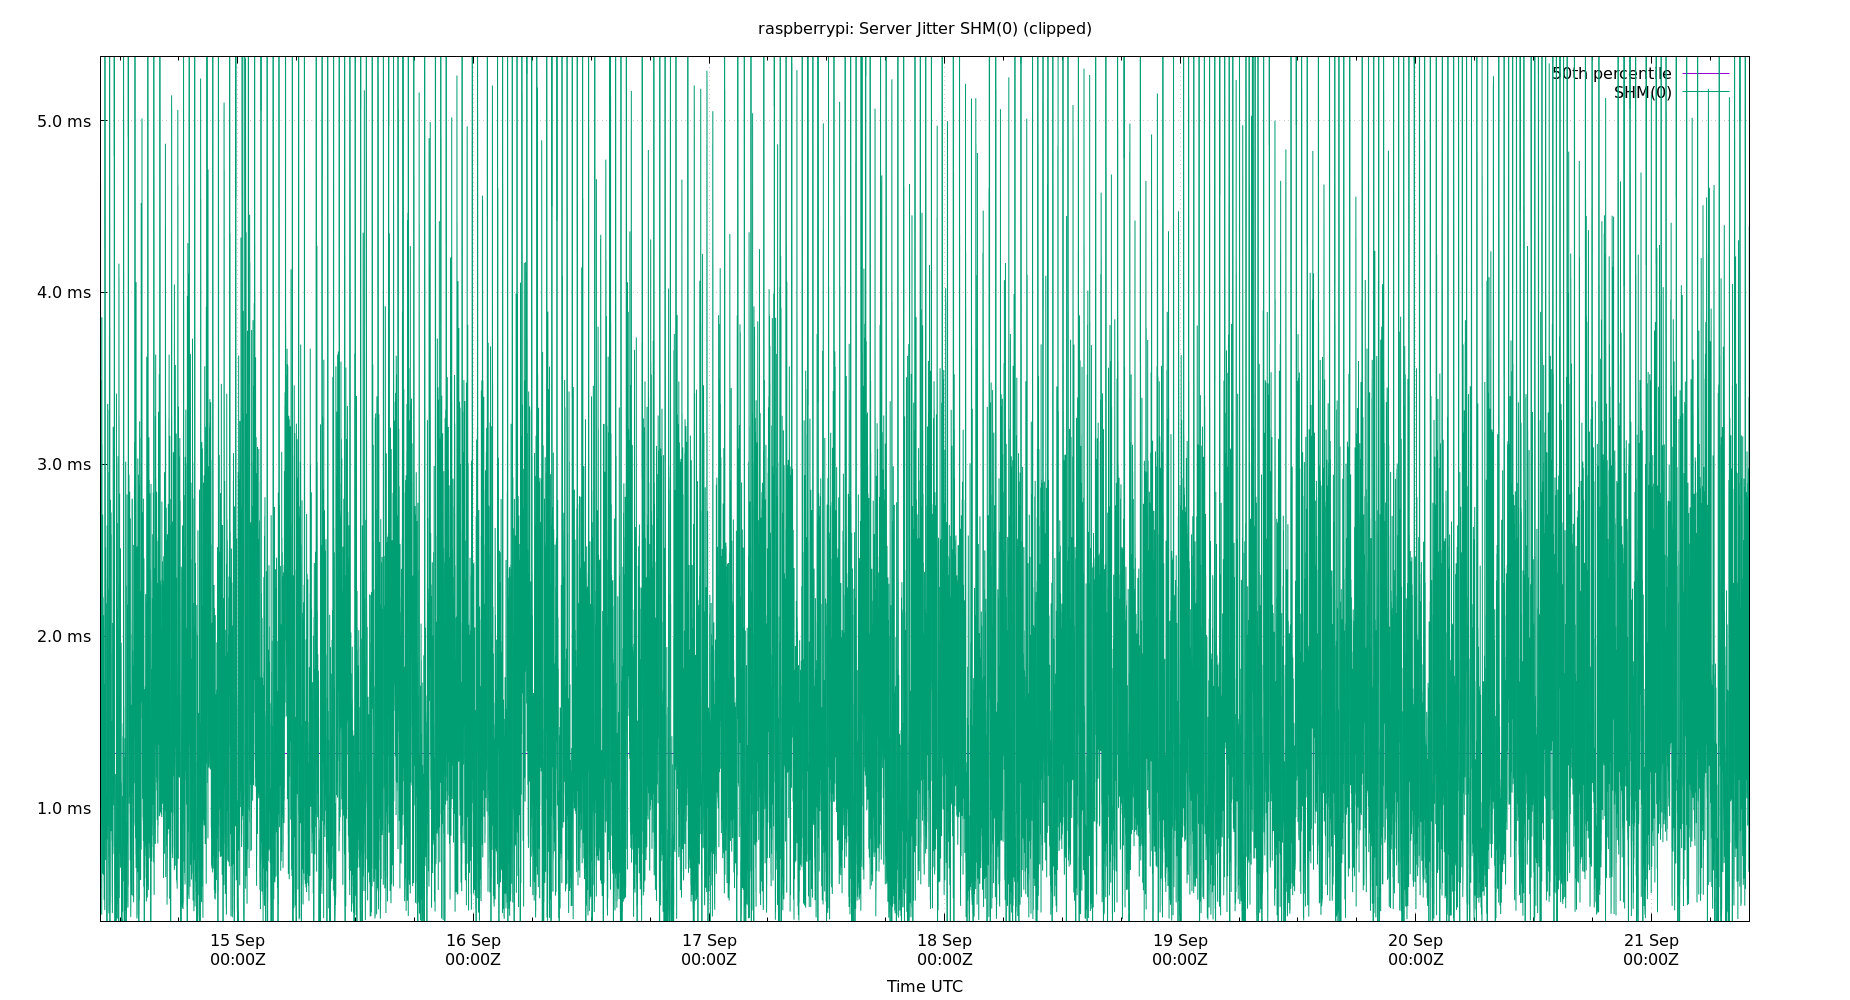 raspberrypi: Server Jitter SHM(0) (clipped)
50th percentile
SHM(0)
5.0 ms
4.0 ms
3.0 ms
2.0 ms
1.0 ms
15 Sep 16 Sep 17 Sep 18 Sep 19 Sep 20 Sep 21 Sep
00:00Z 00:00Z 00:00Z 00:00Z 00:00Z 00:00Z 00:00Z
Time UTC